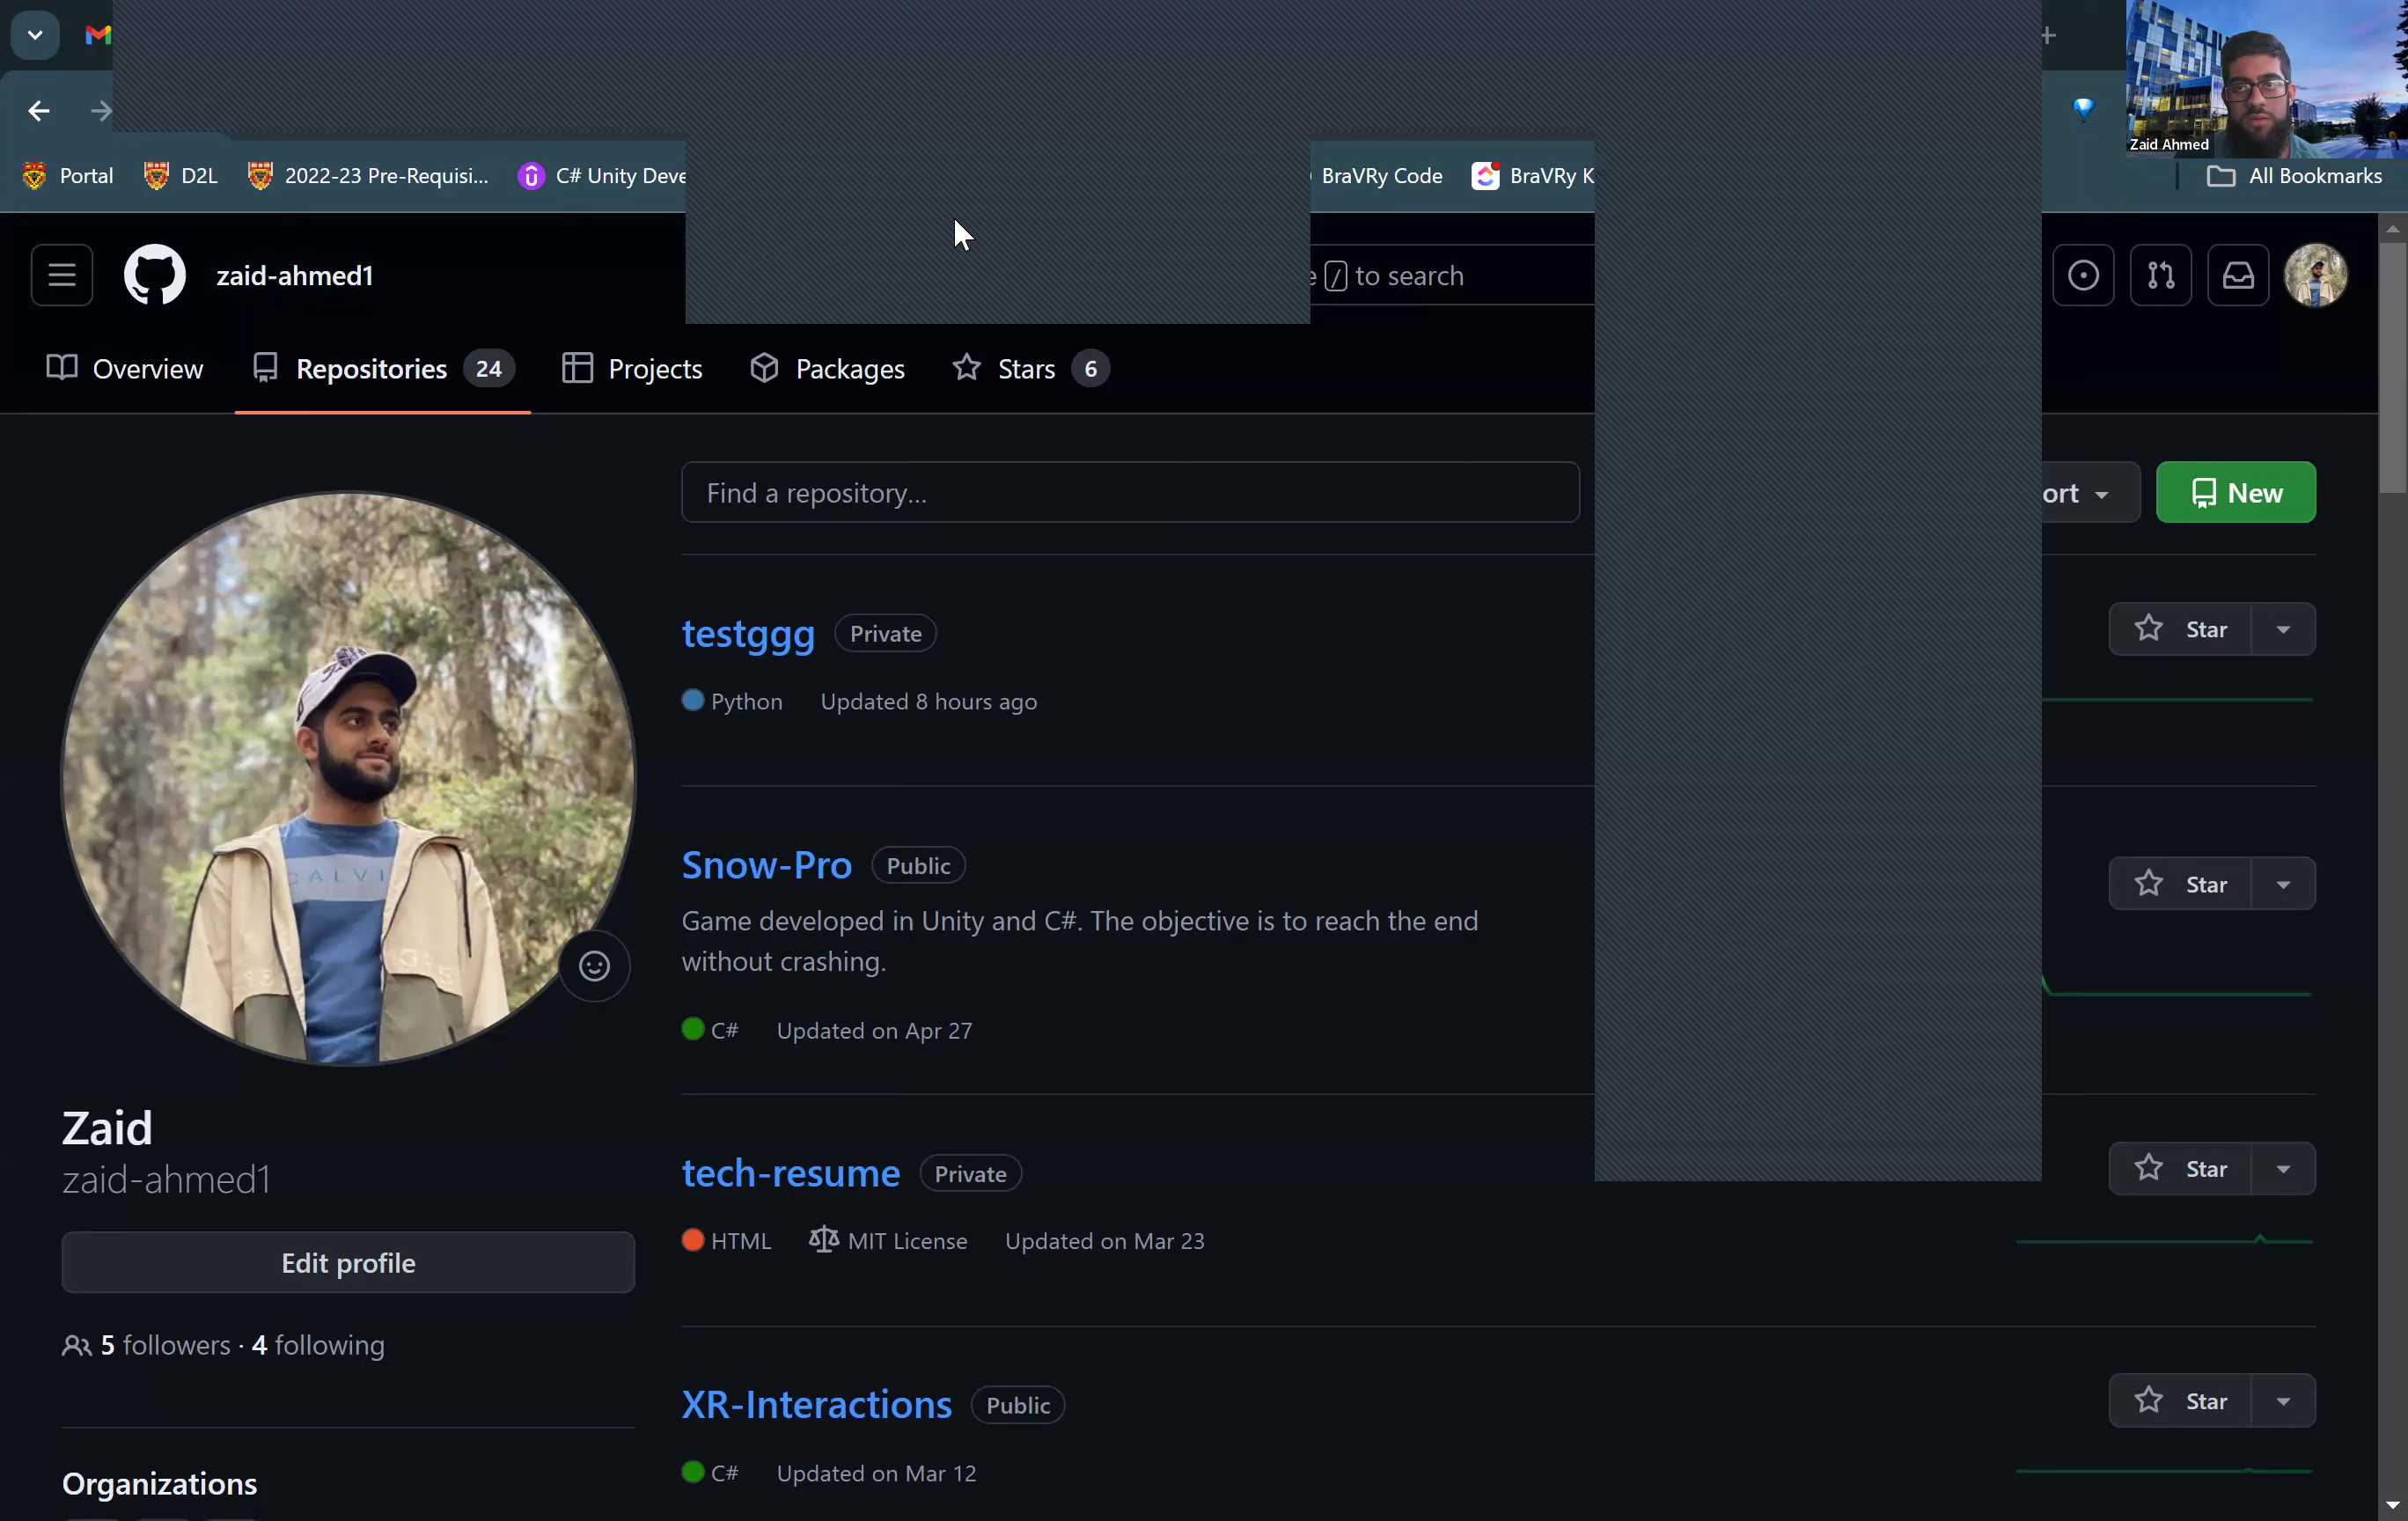 Zaid Ahmed
Portal D2L 2022-23 Pre-Requisi... C# Unity Deve BraVRy Code BraVRy K All Bookmarks
zaid-ahmed1 / to search
Overview Repositories 24 Projects Packages Stars 6
Find a repository... ort New
testggg Private Star
Python Updated 8 hours ago
Snow-Pro Public Star
Game developed in Unity and C#. The objective is to reach the end
without crashing.
CALVI
C# Updated on Apr 27
Zaid
zaid-ahmed1
tech-resume Private Star
HTML MIT License Updated on Mar 23
Edit profile
5 followers · 4 following
XR-Interactions Public Star
C# Updated on Mar 12
Organizations